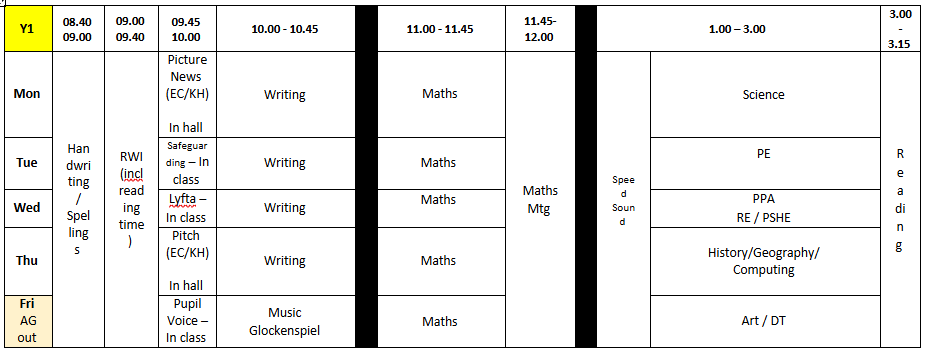 Y1
08.40
09.00
09.00
09.40
09.45
10.00
10.00 - 10.45
11.00 - 11.45
11.45-
12.00
1.00 – 3.00
3.00
-
3.15
Mon
Picture
News
(EC/KH)
In hall
Writing
Maths
Science
Tue
Safeguar
ding – In
class
Writing
Maths
PE
Wed
Lyfta –
In class
Writing
Maths
PPA
RE / PSHE
Thu
Pitch
(EC/KH)
In hall
Writing
Maths
History/Geography/
Computing
Fri
AG
out
Pupil
Voice –
In class
Music
Glockenspiel
Maths
Art / DT
Han
dwri
ting
/
Spel
ling
s
RWI
(incl
read
ing
time
)
Maths
Mtg
Spee
d
Soun
d
R
e
a
di
n
g